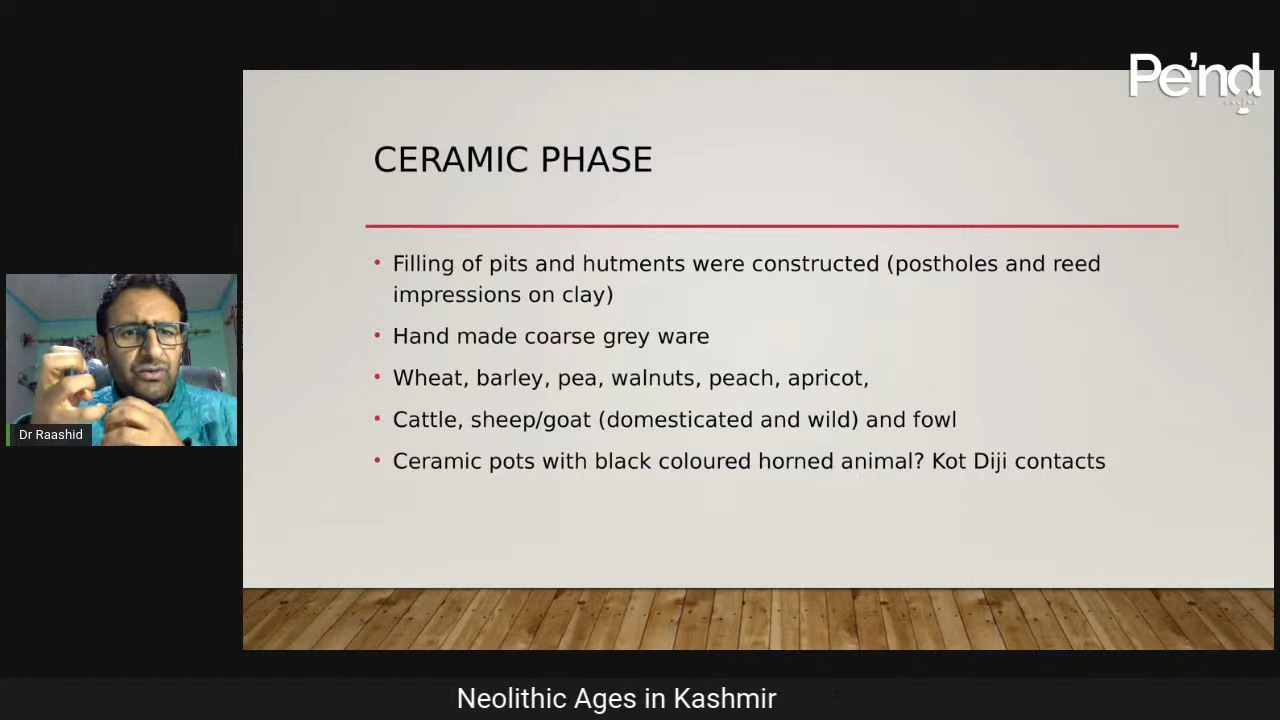 Pe'nd
CERAMIC PHASE
• Filling of pits and hutments were constructed (postholes and reed
impressions on clay)
• Hand made coarse grey ware
• Wheat, barley, pea, walnuts, peach, apricot,
• Cattle, sheep/goat (domesticated and wild) and fowl
• Ceramic pots with black coloured horned animal? Kot Diji contacts
Dr Raashid
Neolithic Ages in Kashmir